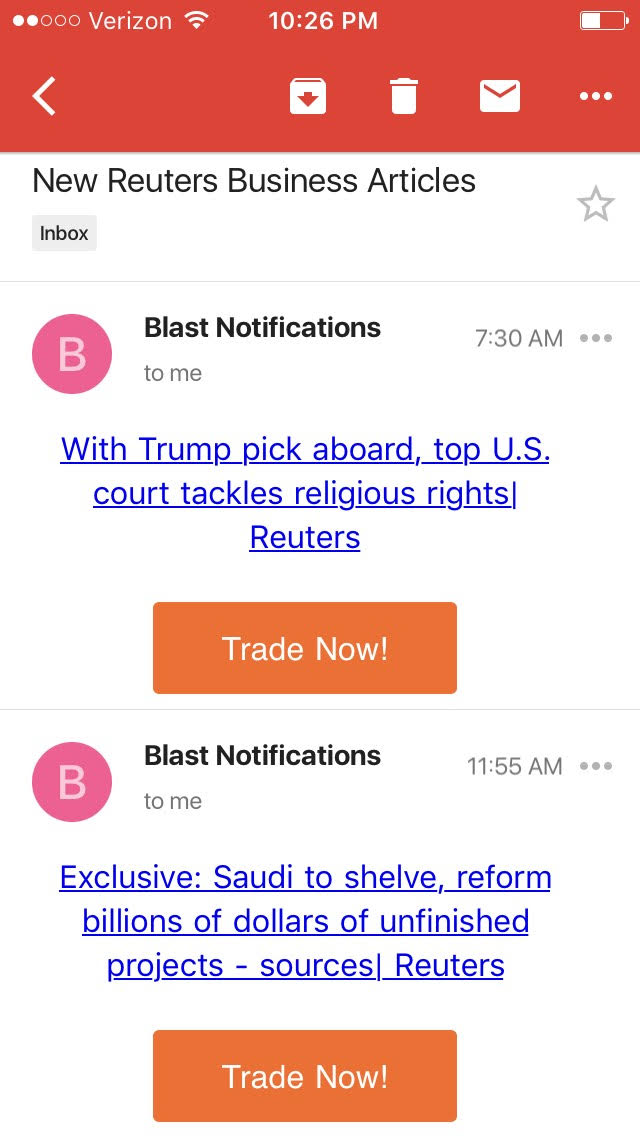 Verizon 10:26 PM
New Reuters Business Articles
Inbox
B
Blast Notifications
7:30 AM
to me
With Trump pick aboard, top U.S.
court tackles religious rights|
Reuters
Trade Now!
B
Blast Notifications
11:55 AM
to me
Exclusive: Saudi to shelve, reform
billions of dollars of unfinished
projects - sources| Reuters
Trade Now!